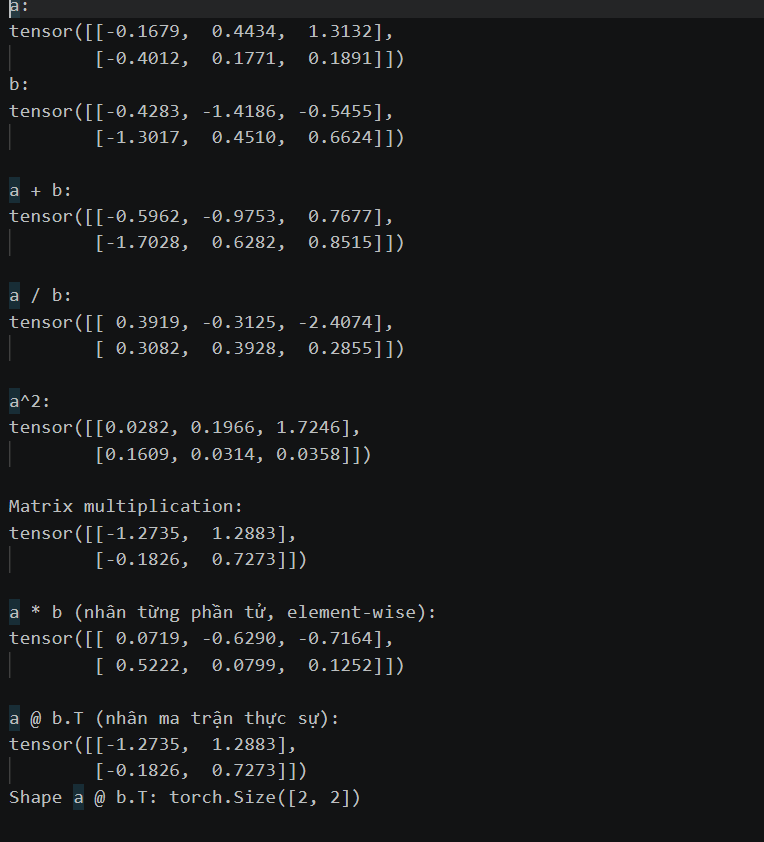 a:
tensor([[-0.1679,  0.4434,  1.3132],
        [-0.4012,  0.1771,  0.1891]])
b:
tensor([[-0.4283, -1.4186, -0.5455],
        [-1.3017,  0.4510,  0.6624]])
a + b:
tensor([[-0.5962, -0.9753,  0.7677],
        [-1.7028,  0.6282,  0.8515]])
a / b:
tensor([[ 0.3919, -0.3125, -2.4074],
        [ 0.3082,  0.3928,  0.2855]])
a^2:
tensor([[0.0282, 0.1966, 1.7246],
        [0.1609, 0.0314, 0.0358]])
Matrix multiplication:
tensor([[-1.2735,  1.2883],
        [-0.1826,  0.7273]])
a * b (nhân từng phần tử, element-wise):
tensor([[ 0.0719, -0.6290, -0.7164],
        [ 0.5222,  0.0799,  0.1252]])
a @ b.T (nhân ma trận thực sự):
tensor([[-1.2735,  1.2883],
        [-0.1826,  0.7273]])
Shape a @ b.T: torch.Size([2, 2])